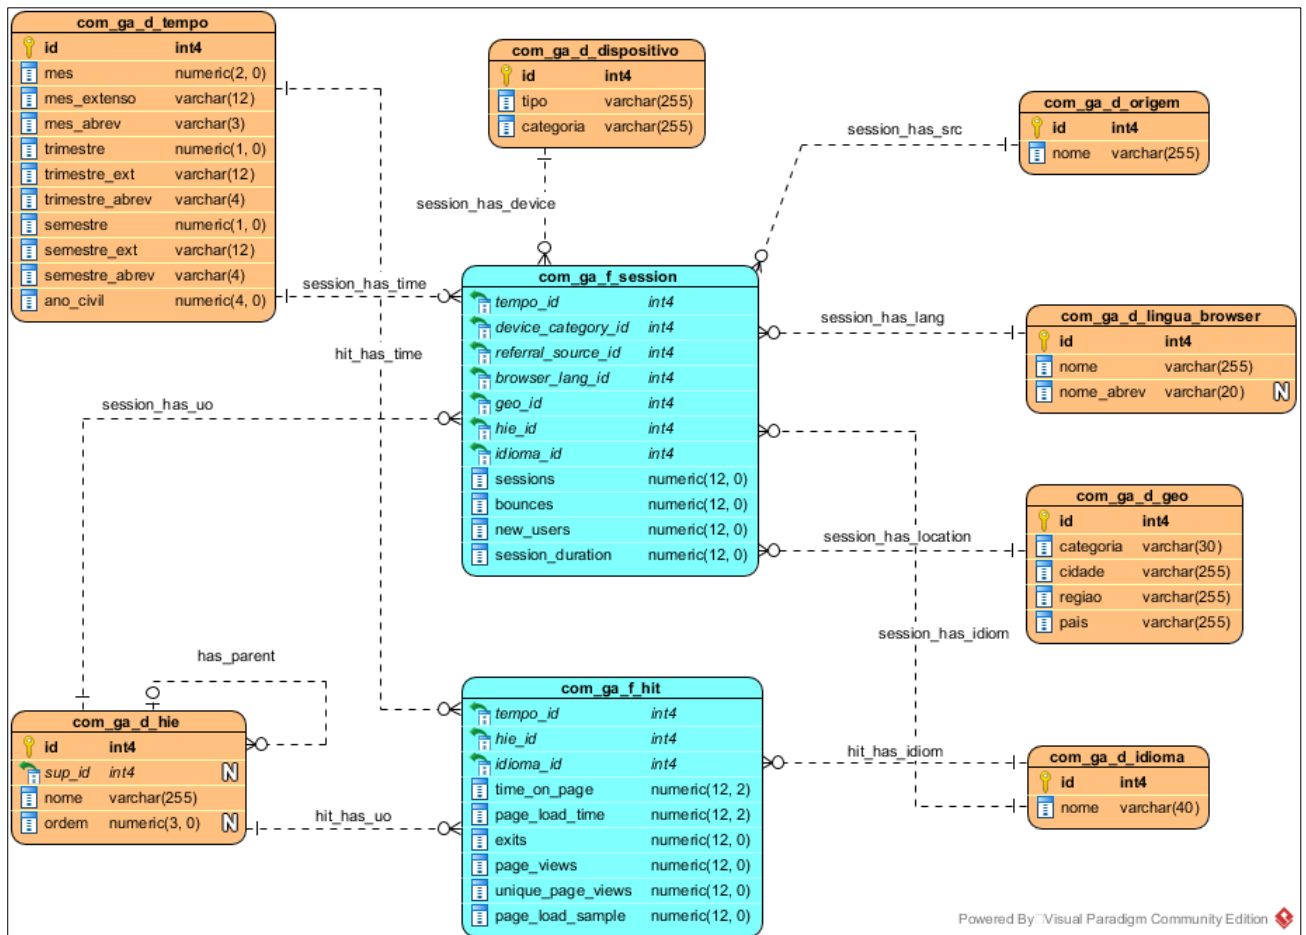 com_ga_d_tempo
id int4
mes numeric(2, 0)
mes_extenso varchar(12)
mes_abrev varchar(3)
trimestre numeric(1, 0)
trimestre_ext varchar(12)
trimestre_abrev varchar(4)
semestre numeric(1, 0)
semestre_ext varchar(12)
semestre_abrev varchar(4)
ano_civil numeric(4, 0)
com_ga_d_dispositivo
id int4
tipo varchar(255)
categoria varchar(255)
com_ga_d_origem
id int4
nome varchar(255)
session_has_src
session_has_device
session_has_time
hit_has_time
session_has_uo
com_ga_f_session
tempo_id int4
device_category_id int4
referral_source_id int4
browser_lang_id int4
geo_id int4
hie_id int4
idioma_id int4
sessions numeric(12, 0)
bounces numeric(12, 0)
new_users numeric(12, 0)
session_duration numeric(12, 0)
session_has_lang
com_ga_d_lingua_browser
id int4
nome varchar(255)
nome_abrev varchar(20) N
session_has_location
com_ga_d_geo
id int4
categoria varchar(30)
cidade varchar(255)
regiao varchar(255)
pais varchar(255)
session_has_idiom
has_parent
com_ga_d_hie
id int4
sup_id int4 N
nome varchar(255)
ordem numeric(3, 0) N
hit_has_uo
com_ga_f_hit
tempo_id int4
hie_id int4
idioma_id int4
time_on_page numeric(12, 2)
page_load_time numeric(12, 2)
exits numeric(12, 0)
page_views numeric(12, 0)
unique_page_views numeric(12, 0)
page_load_sample numeric(12, 0)
hit_has_idiom
com_ga_d_idioma
id int4
nome varchar(40)
Powered By Visual Paradigm Community Edition